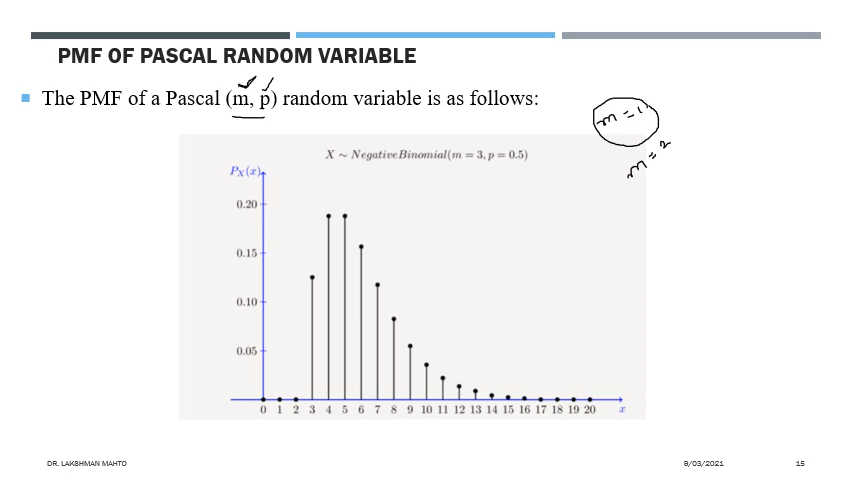 PMF OF PASCAL RANDOM VARIABLE
The PMF of a Pascal (m, p) random variable is as follows:
m = 1
m = 2
X ~ NegativeBinomial(m = 3, p = 0.5)
PX(x)
0.20
0.15
0.10
0.05
0 1 2 3 4 5 6 7 8 9 10 11 12 13 14 15 16 17 18 19 20 x
DR. LAKSHMAN MAHTO 9/03/2021 15